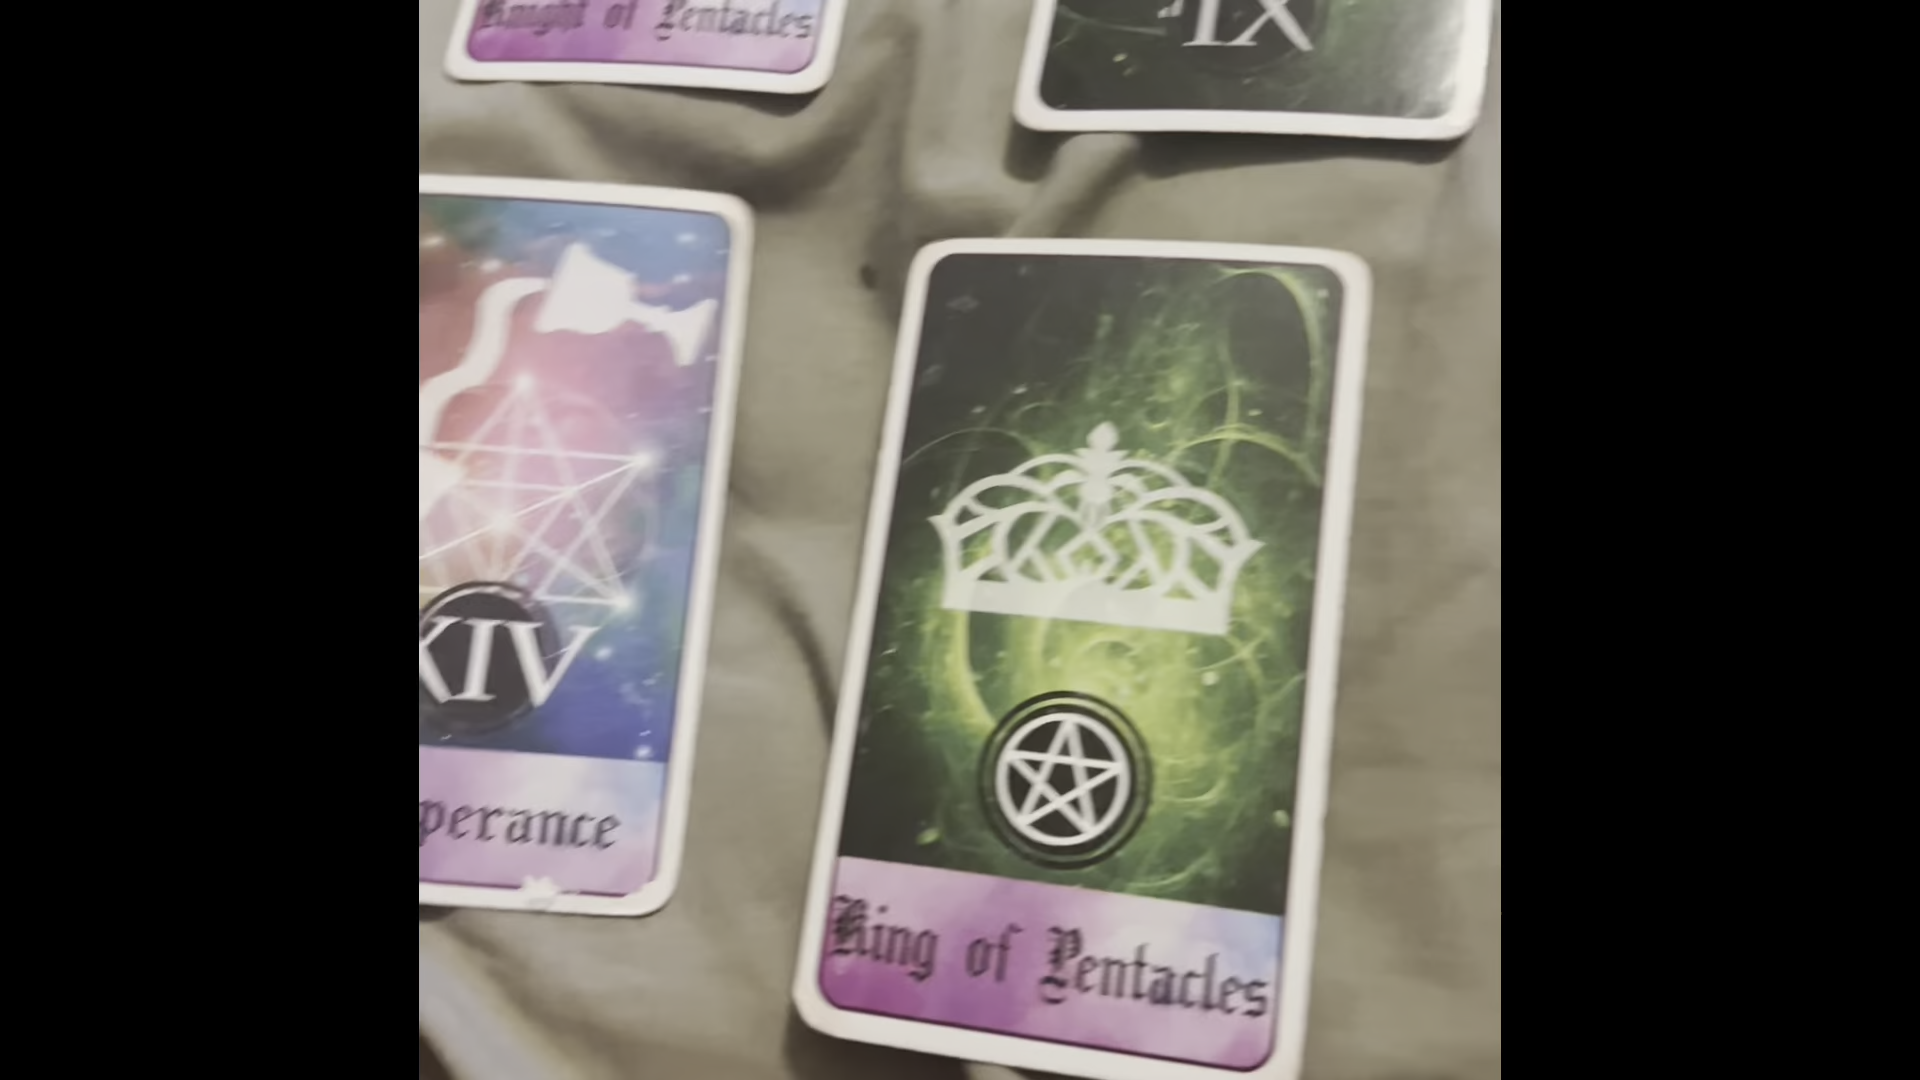 Knight of Pentacles
IX
XIV
perance
King of Pentacles